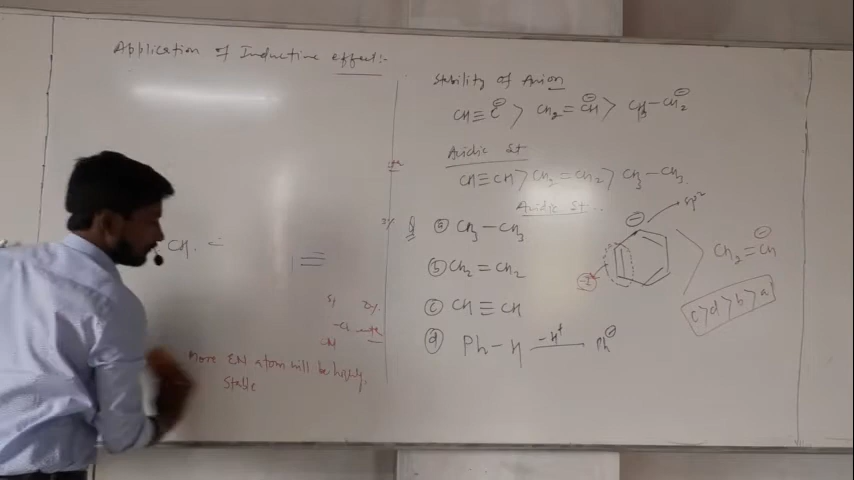 Application of Inductive effect:-
CH
More EN atom will be highly
stable
Stability of Anion
CH≡C⊖ > CH2=CH⊖ > CH3-CH2⊖
Acidic St
CH≡CH > CH2=CH2 > CH3-CH3.
Acidic St..
Q ⓐ CH3-CH3
ⓑ CH2=CH2
ⓒ CH≡CH
ⓓ Ph-H -H+ Ph⊖
⊖ sp2
-I
> CH2=CH⊖
c>d>b>a